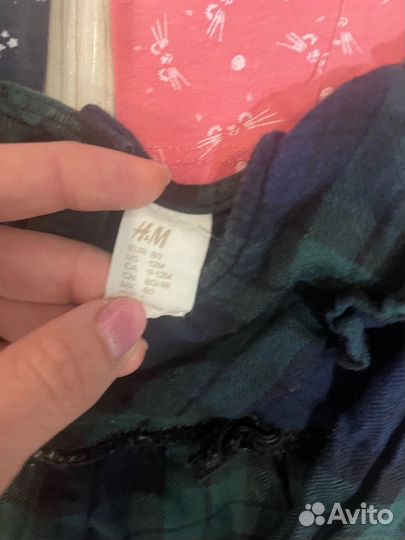 H&M
EUR 80
US 12M
CA 9-12M
CN 80/48
MX 80
Avito